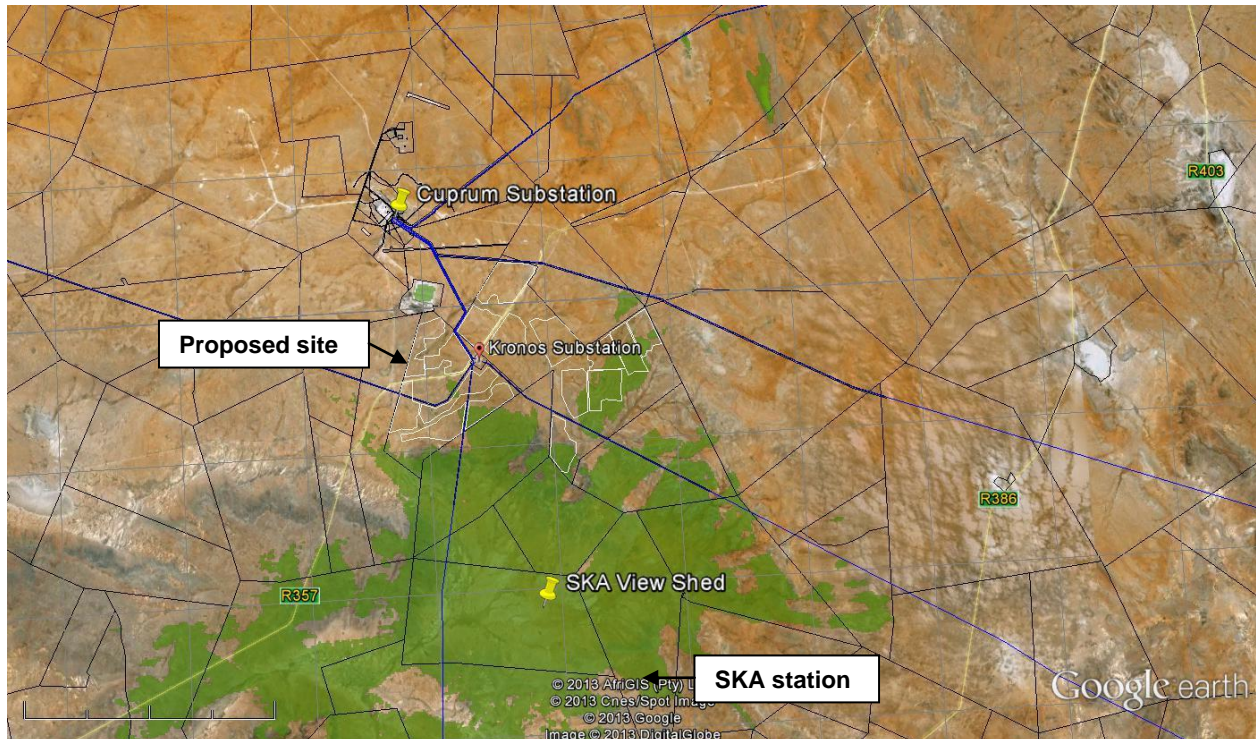 R403
Cuprum Substation
Proposed site
Kronos Substation
R386
SKA View Shed
R357
SKA station
© 2013 AfriGIS (Pty) L
© 2013 Cnes/Spot Image
© 2013 Google
Image © 2013 DigitalGlobe
Google earth